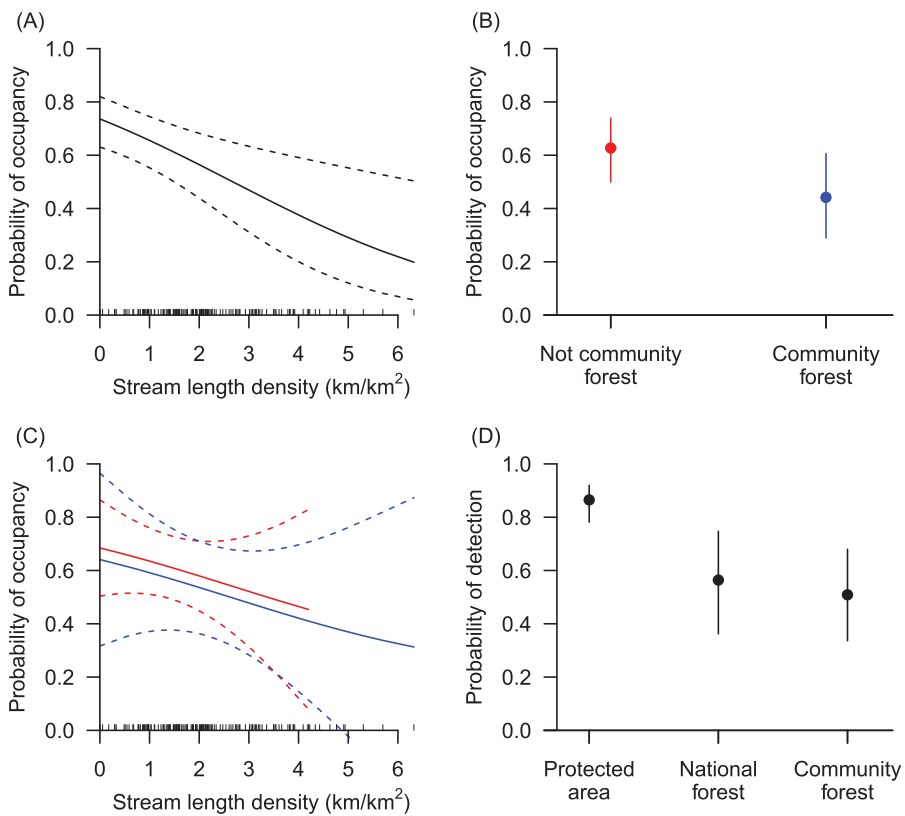 (A)
1.0
0.8
0.6
0.4
0.2
0.0
Probability of occupancy
0 1 2 3 4 5 6
Stream length density (km/km²)
(B)
1.0
0.8
0.6
0.4
0.2
0.0
Probability of occupancy
Not community Community
forest forest
(C)
1.0
0.8
0.6
0.4
0.2
0.0
Probability of occupancy
0 1 2 3 4 5 6
Stream length density (km/km²)
(D)
1.0
0.8
0.6
0.4
0.2
0.0
Probability of detection
Protected National Community
area forest forest